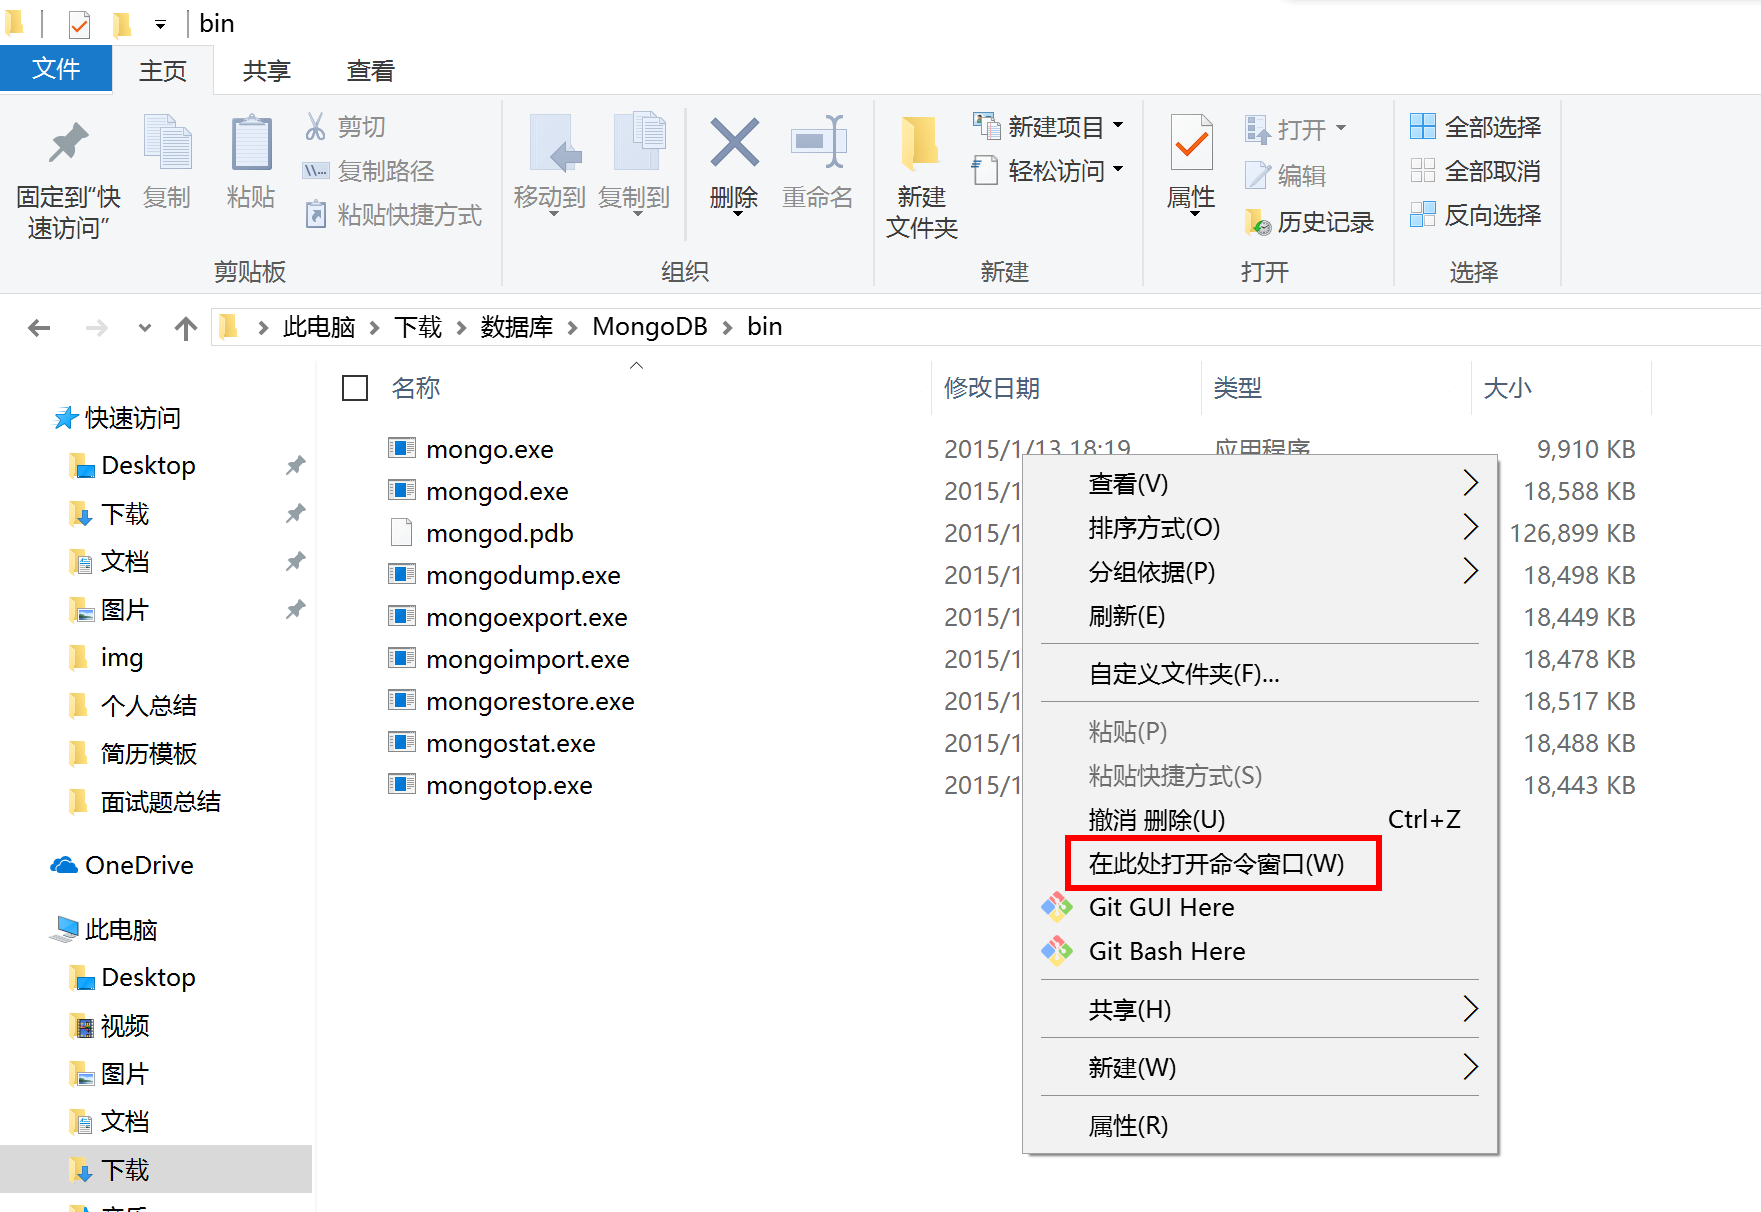 bin
文件 主页 共享 查看
固定到“快
速访问”
复制
粘贴
剪切
复制路径
粘贴快捷方式
剪贴板
移动到
复制到
删除
重命名
组织
新建
文件夹
新建项目
轻松访问
新建
属性
打开
编辑
历史记录
打开
全部选择
全部取消
反向选择
选择
此电脑 下载 数据库 MongoDB bin
快速访问
Desktop
下载
文档
图片
img
个人总结
简历模板
面试题总结
OneDrive
此电脑
Desktop
视频
图片
文档
下载
名称 修改日期 类型 大小
mongo.exe 2015/1/13 18:19 应用程序 9,910 KB
mongod.exe 2015/1 18,588 KB
mongod.pdb 2015/1 126,899 KB
mongodump.exe 2015/1 18,498 KB
mongoexport.exe 2015/1 18,449 KB
mongoimport.exe 2015/1 18,478 KB
mongorestore.exe 2015/1 18,517 KB
mongostat.exe 2015/1 18,488 KB
mongotop.exe 2015/1 18,443 KB
查看(V)
排序方式(O)
分组依据(P)
刷新(E)
自定义文件夹(F)...
粘贴(P)
粘贴快捷方式(S)
撤消 删除(U) Ctrl+Z
在此处打开命令窗口(W)
Git GUI Here
Git Bash Here
共享(H)
新建(W)
属性(R)